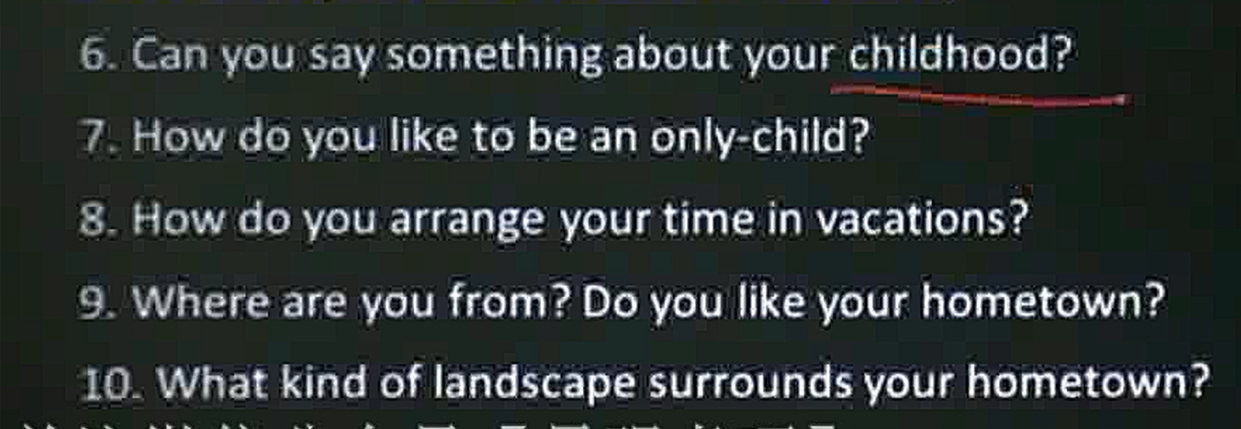 6. Can you say something about your childhood?
7. How do you like to be an only-child?
8. How do you arrange your time in vacations?
9. Where are you from? Do you like your hometown?
10. What kind of landscape surrounds your hometown?